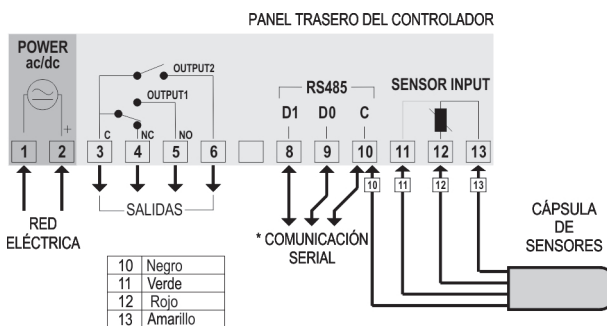 PANEL TRASERO DEL CONTROLADOR
POWER
ac/dc
+
OUTPUT2
OUTPUT1
C
NC
NO
RS485
D1 D0 C
SENSOR INPUT
1 2 3 4 5 6 8 9 10 11 12 13
10 11 12 13
RED
ELÉCTRICA
SALIDAS
* COMUNICACIÓN
SERIAL
CÁPSULA
DE
SENSORES
10 Negro
11 Verde
12 Rojo
13 Amarillo